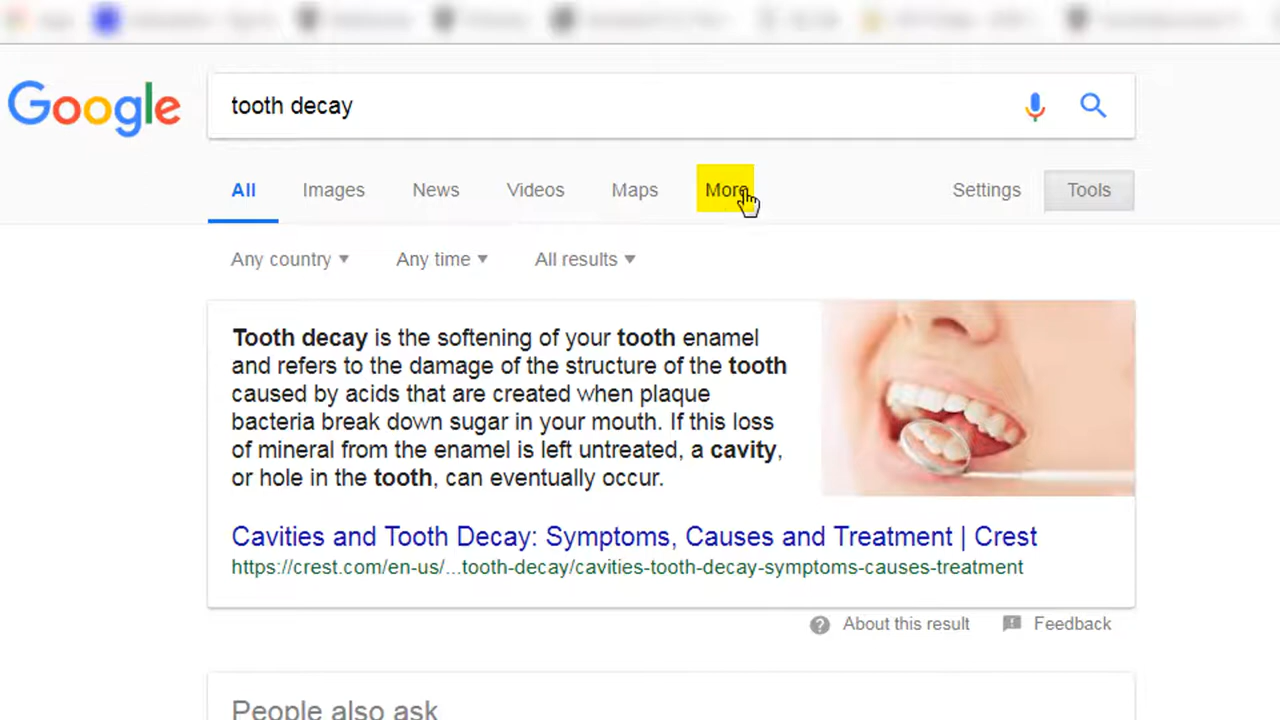 Google
tooth decay
All Images News Videos Maps More Settings Tools
Any country Any time All results
Tooth decay is the softening of your tooth enamel
and refers to the damage of the structure of the tooth
caused by acids that are created when plaque
bacteria break down sugar in your mouth. If this loss
of mineral from the enamel is left untreated, a cavity,
or hole in the tooth, can eventually occur.
Cavities and Tooth Decay: Symptoms, Causes and Treatment | Crest
https://crest.com/en-us/...tooth-decay/cavities-tooth-decay-symptoms-causes-treatment
About this result Feedback
People also ask